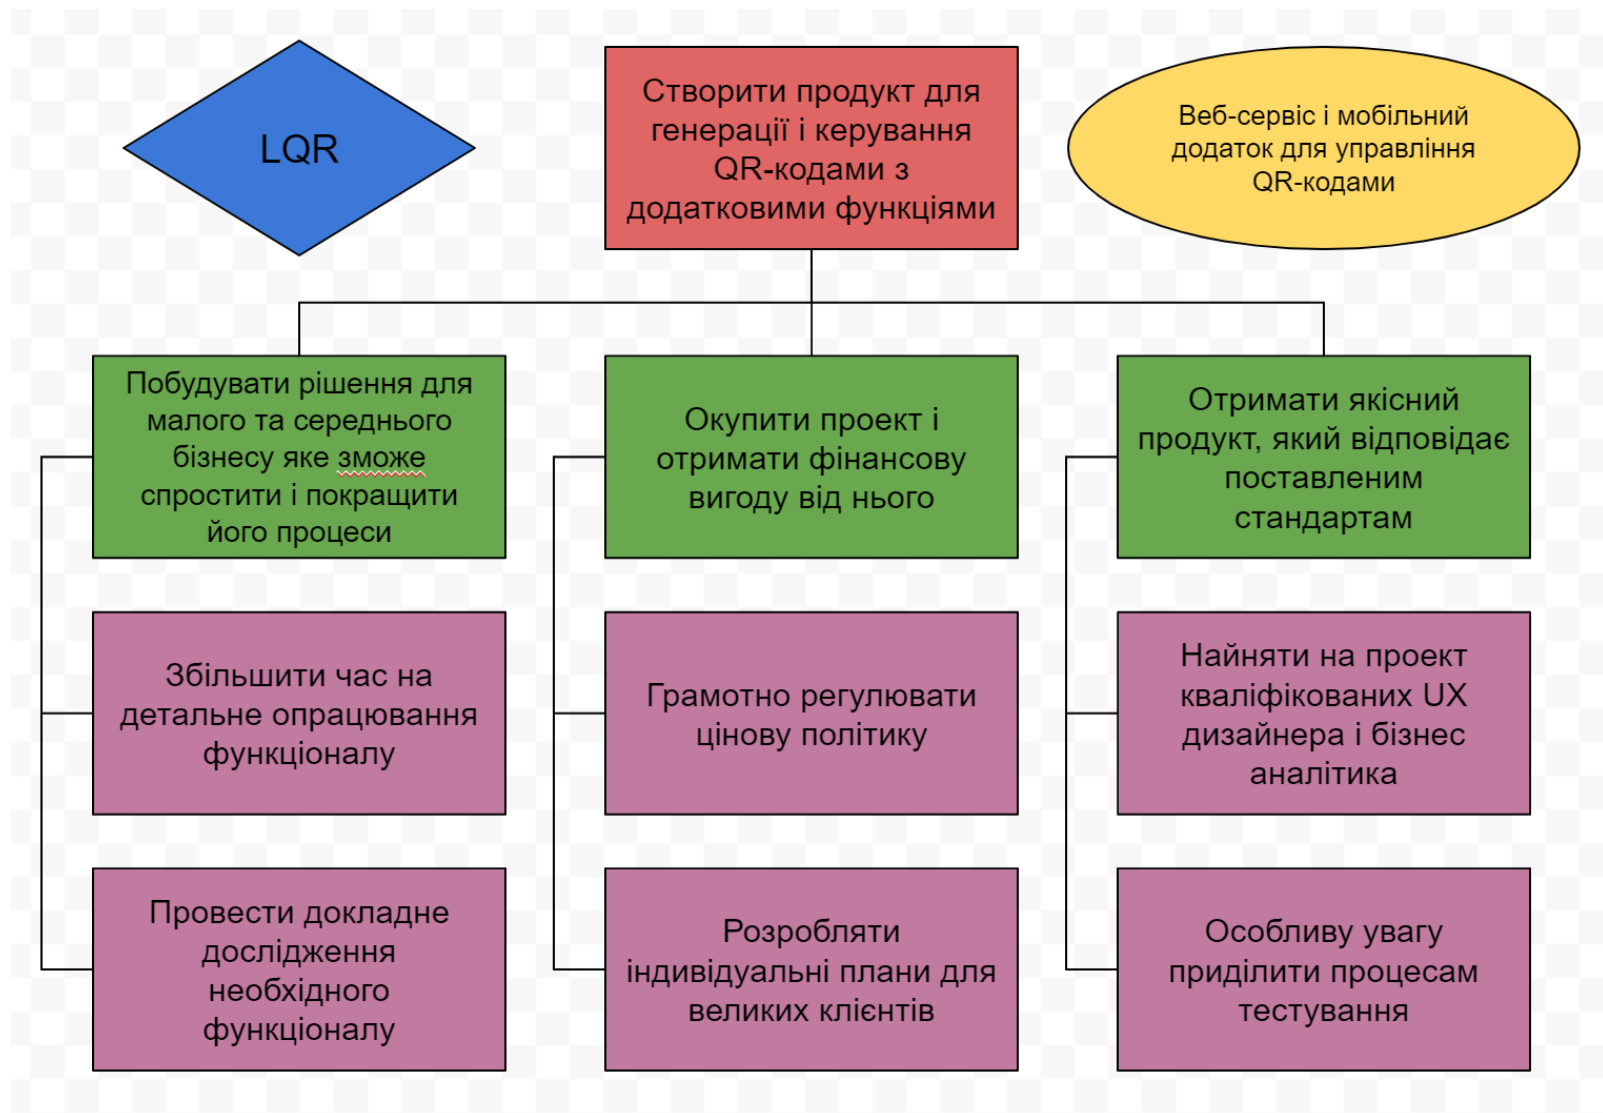 LQR
Створити продукт для
генерації і керування
QR-кодами з
додатковими функціями
Веб-сервіс і мобільний
додаток для управління
QR-кодами
Побудувати рішення для
малого та середнього
бізнесу яке зможе
спростити і покращити
його процеси
Окупити проект і
отримати фінансову
вигоду від нього
Отримати якісний
продукт, який відповідає
поставленим
стандартам
Збільшити час на
детальне опрацювання
функціоналу
Грамотно регулювати
цінову політику
Найняти на проект
кваліфікованих UX
дизайнера і бізнес
аналітика
Провести докладне
дослідження
необхідного
функціоналу
Розробляти
індивідуальні плани для
великих клієнтів
Особливу увагу
приділити процесам
тестування